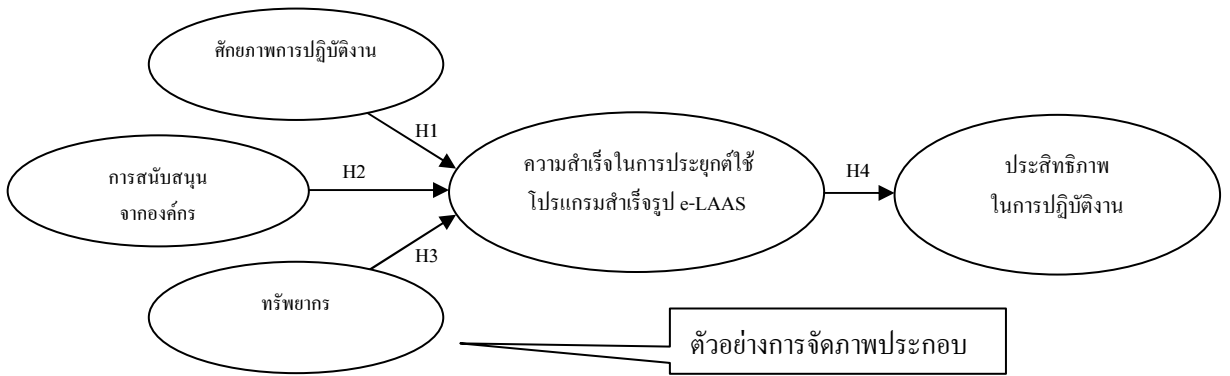 ศักยภาพการปฏิบัติงาน
H1
การสนับสนุน
จากองค์กร
H2
ความสำเร็จในการประยุกต์ใช้
โปรแกรมสำเร็จรูป e-LAAS
H4
ประสิทธิภาพ
ในการปฏิบัติงาน
H3
ทรัพยากร
ตัวอย่างการจัดภาพประกอบ